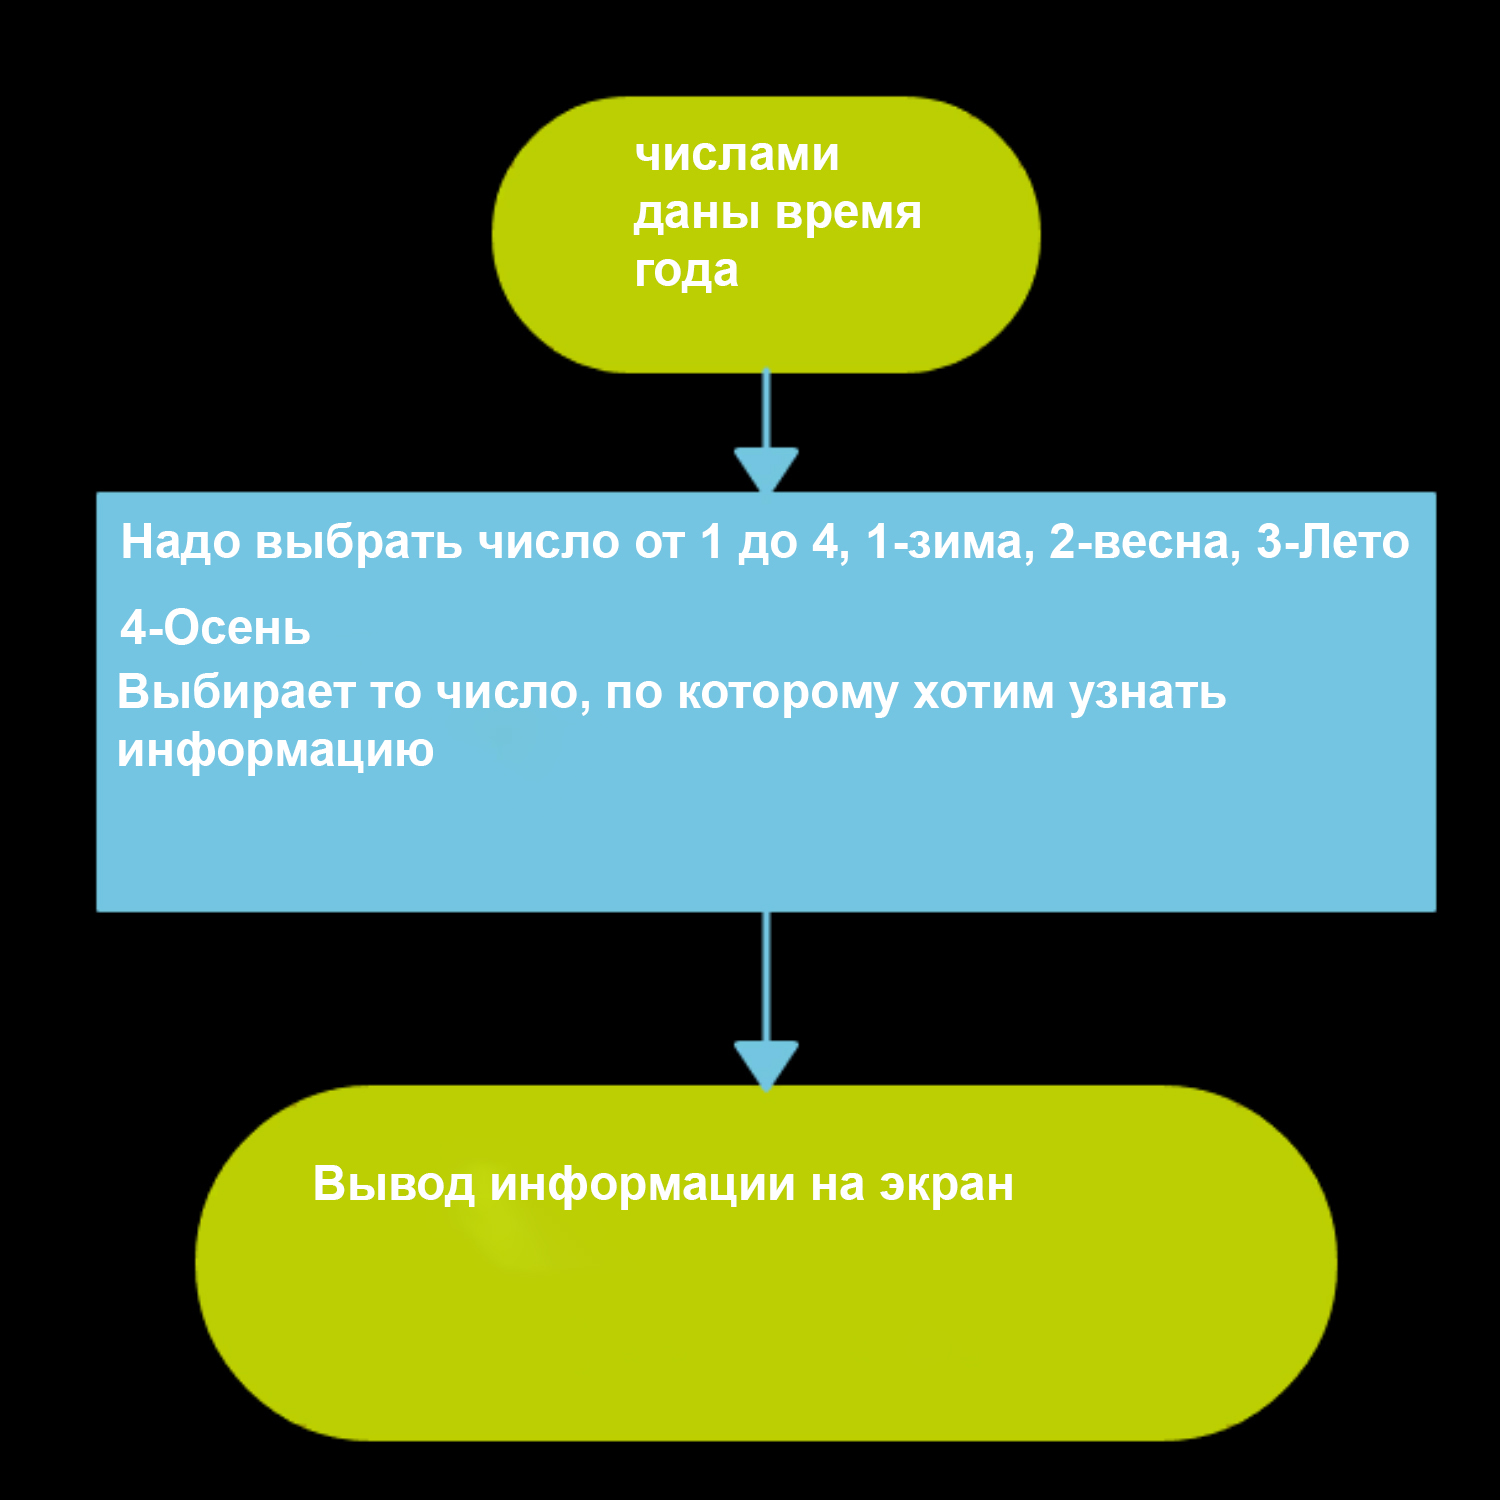 числами
даны время
года
Надо выбрать число от 1 до 4, 1-зима, 2-весна, 3-Лето
4-Осень
Выбирает то число, по которому хотим узнать
информацию
Вывод информации на экран